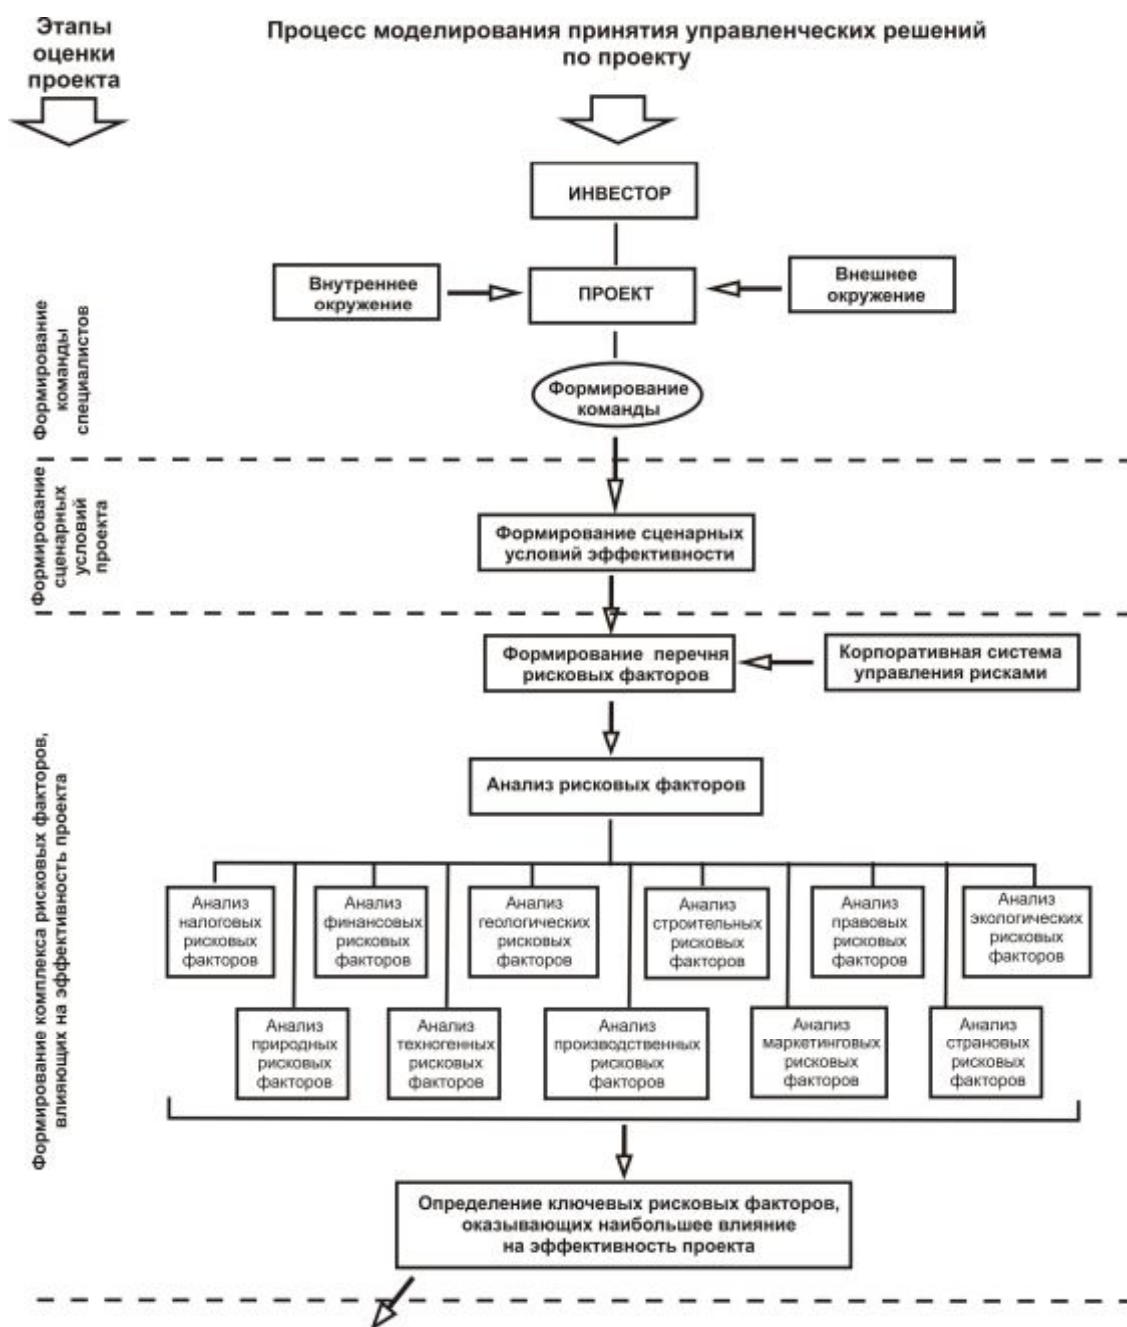 Этапы
оценки
проекта
Процесс моделирования принятия управленческих решений
по проекту
ИНВЕСТОР
Внутреннее
окружение
ПРОЕКТ
Внешнее
окружение
Формирование
команды
специалистов
Формирование
команды
Формирование
сценарных
условий
проекта
Формирование сценарных
условий эффективности
Формирование перечня
рисковых факторов
Корпоративная система
управления рисками
Формирование комплекса рисковых факторов,
влияющих на эффективность проекта
Анализ рисковых факторов
Анализ
налоговых
рисковых
факторов
Анализ
финансовых
рисковых
факторов
Анализ
геологических
рисковых
факторов
Анализ
строительных
рисковых
факторов
Анализ
правовых
рисковых
факторов
Анализ
экологических
рисковых
факторов
Анализ
природных
рисковых
факторов
Анализ
техногенных
рисковых
факторов
Анализ
производственных
рисковых
факторов
Анализ
маркетинговых
рисковых
факторов
Анализ
страновых
рисковых
факторов
Определение ключевых рисковых факторов,
оказывающих наибольшее влияние
на эффективность проекта